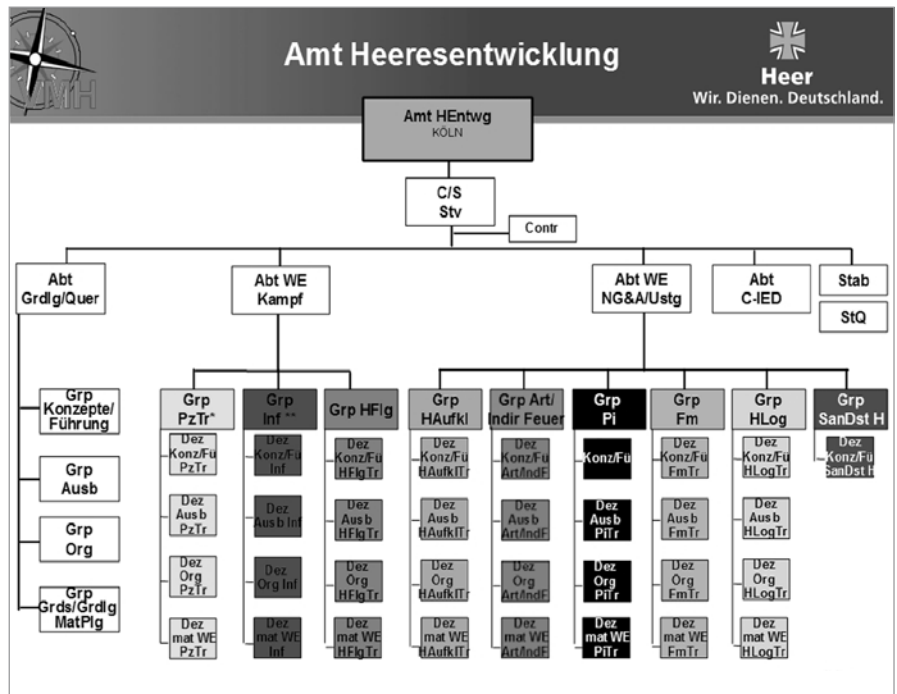 Amt Heeresentwicklung
VMH
Heer
Wir. Dienen. Deutschland.
Amt HEntwg
KÖLN
C/S
Stv
Contr
Abt
Grdlg/Quer
Abt WE
Kampf
Abt WE
NG&A/Ustg
Abt
C-IED
Stab
StQ
Grp
Konzepte/
Führung
Grp
Ausb
Grp
Org
Grp
Grds/Grdlg
MatPlg
Grp
PzTr*
Dez
Konz/Fü
PzTr
Dez
Ausb
PzTr
Dez
Org
PzTr
Dez
mat WE
PzTr
Grp
Inf **
Dez
Konz/Fü
Inf
Dez
Ausb Inf
Dez
Org Inf
Dez
mat WE
Inf
Grp HFlg
Dez
Konz/Fü
HFlgTr
Dez
Ausb
HFlgTr
Dez
Org
HFlgTr
Dez
mat WE
HFlgTr
Grp
HAufkl
Dez
Konz/Fü
HAufklTr
Dez
Ausb
HAufklTr
Dez
Org
HAufklTr
Dez
mat WE
HAufklTr
Grp Art/
Indir Feuer
Dez
Konz/Fü
Art/IndF
Dez
Ausb
Art/IndF
Dez
Org
Art/IndF
Dez
mat WE
Art/IndF
Grp
Pi
Konz/Fü
Dez
Ausb
PiTr
Dez
Org
PiTr
Dez
mat WE
PiTr
Grp
Fm
Dez
Konz/Fü
FmTr
Dez
Ausb
FmTr
Dez
Org
FmTr
Dez
mat WE
FmTr
Grp
HLog
Dez
Konz/Fü
HLogTr
Dez
Ausb
HLogTr
Dez
Org
HLogTr
Dez
mat WE
HLogTr
Grp
SanDst H
Dez
Konz/Fü
SanDst H